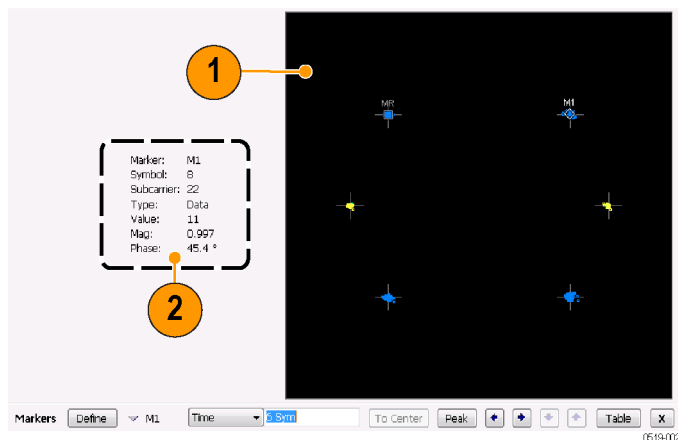 1
MR M1
Marker: M1
Symbol: 8
Subcarrier: 22
Type: Data
Value: 11
Mag: 0.997
Phase: 45.4 °
2
Markers Define M1 Time 6 Sym To Center Peak Table X
0519-002